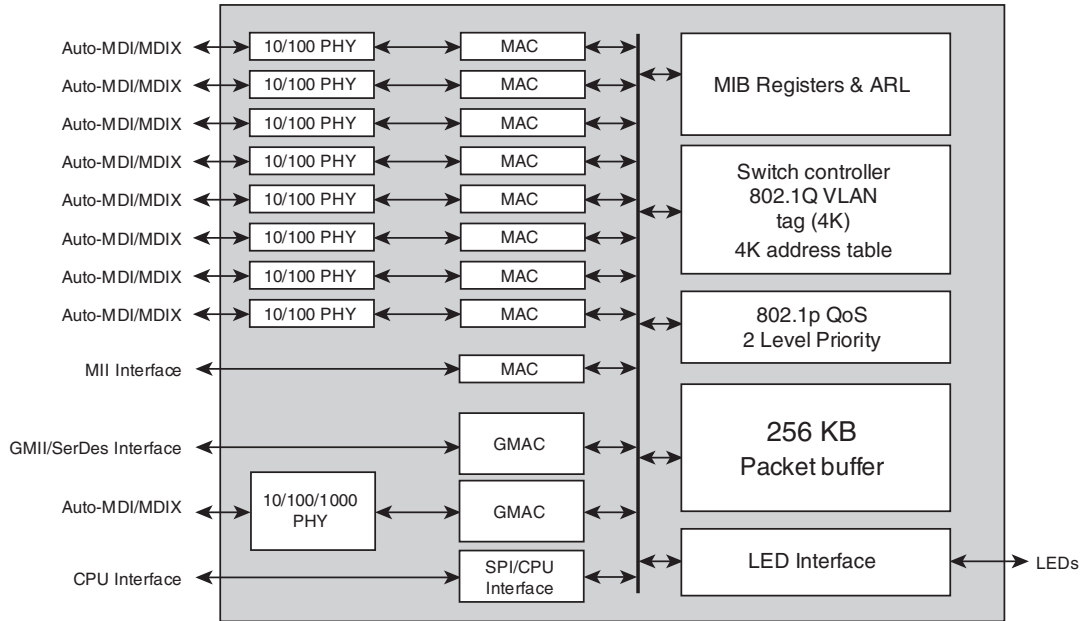 Auto-MDI/MDIX
10/100 PHY
MAC
Auto-MDI/MDIX
10/100 PHY
MAC
Auto-MDI/MDIX
10/100 PHY
MAC
Auto-MDI/MDIX
10/100 PHY
MAC
Auto-MDI/MDIX
10/100 PHY
MAC
Auto-MDI/MDIX
10/100 PHY
MAC
Auto-MDI/MDIX
10/100 PHY
MAC
Auto-MDI/MDIX
10/100 PHY
MAC
MII Interface
MAC
GMII/SerDes Interface
GMAC
Auto-MDI/MDIX
10/100/1000
PHY
GMAC
CPU Interface
SPI/CPU
Interface
MIB Registers & ARL
Switch controller
802.1Q VLAN
tag (4K)
4K address table
802.1p QoS
2 Level Priority
256 KB
Packet buffer
LED Interface
LEDs